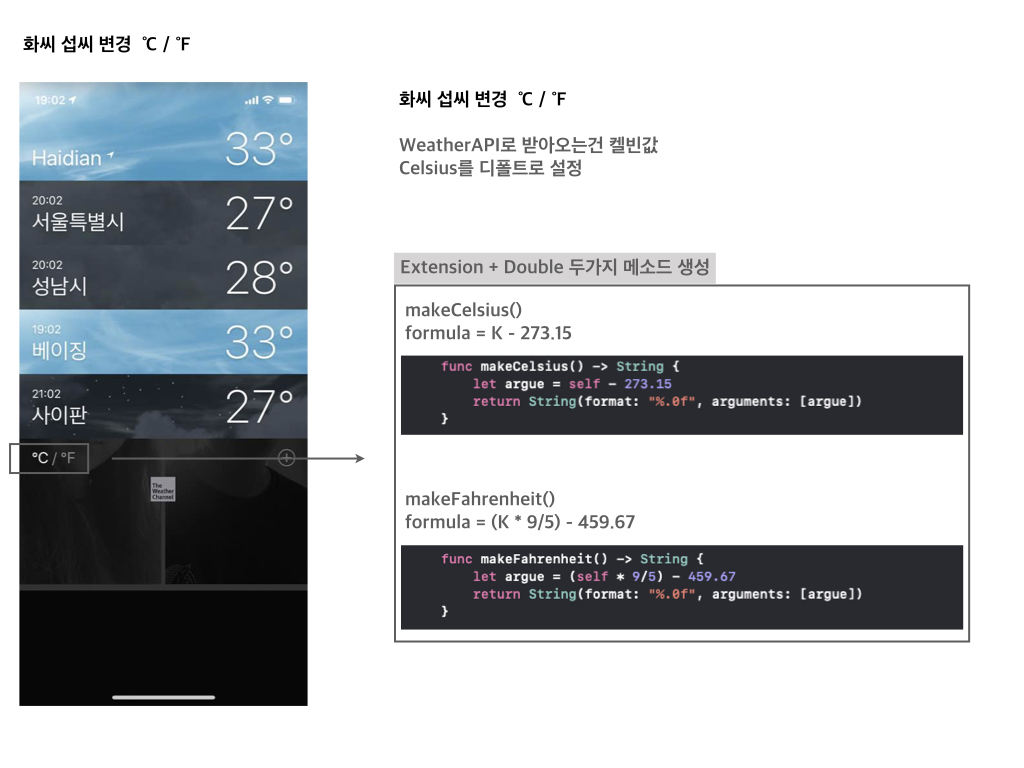 화씨 섭씨 변경 ℃ / ℉
19:02
Haidian
33°
20:02
서울특별시
27°
20:02
성남시
28°
19:02
베이징
33°
21:02
사이판
27°
°C / °F
The
Weather
Channel
화씨 섭씨 변경 ℃ / ℉
WeatherAPI로 받아오는건 켈빈값
Celsius를 디폴트로 설정
Extension + Double 두가지 메소드 생성
makeCelsius()
formula = K - 273.15
func makeCelsius() -> String {
let argue = self - 273.15
return String(format: "%.0f", arguments: [argue])
}
makeFahrenheit()
formula = (K * 9/5) - 459.67
func makeFahrenheit() -> String {
let argue = (self * 9/5) - 459.67
return String(format: "%.0f", arguments: [argue])
}